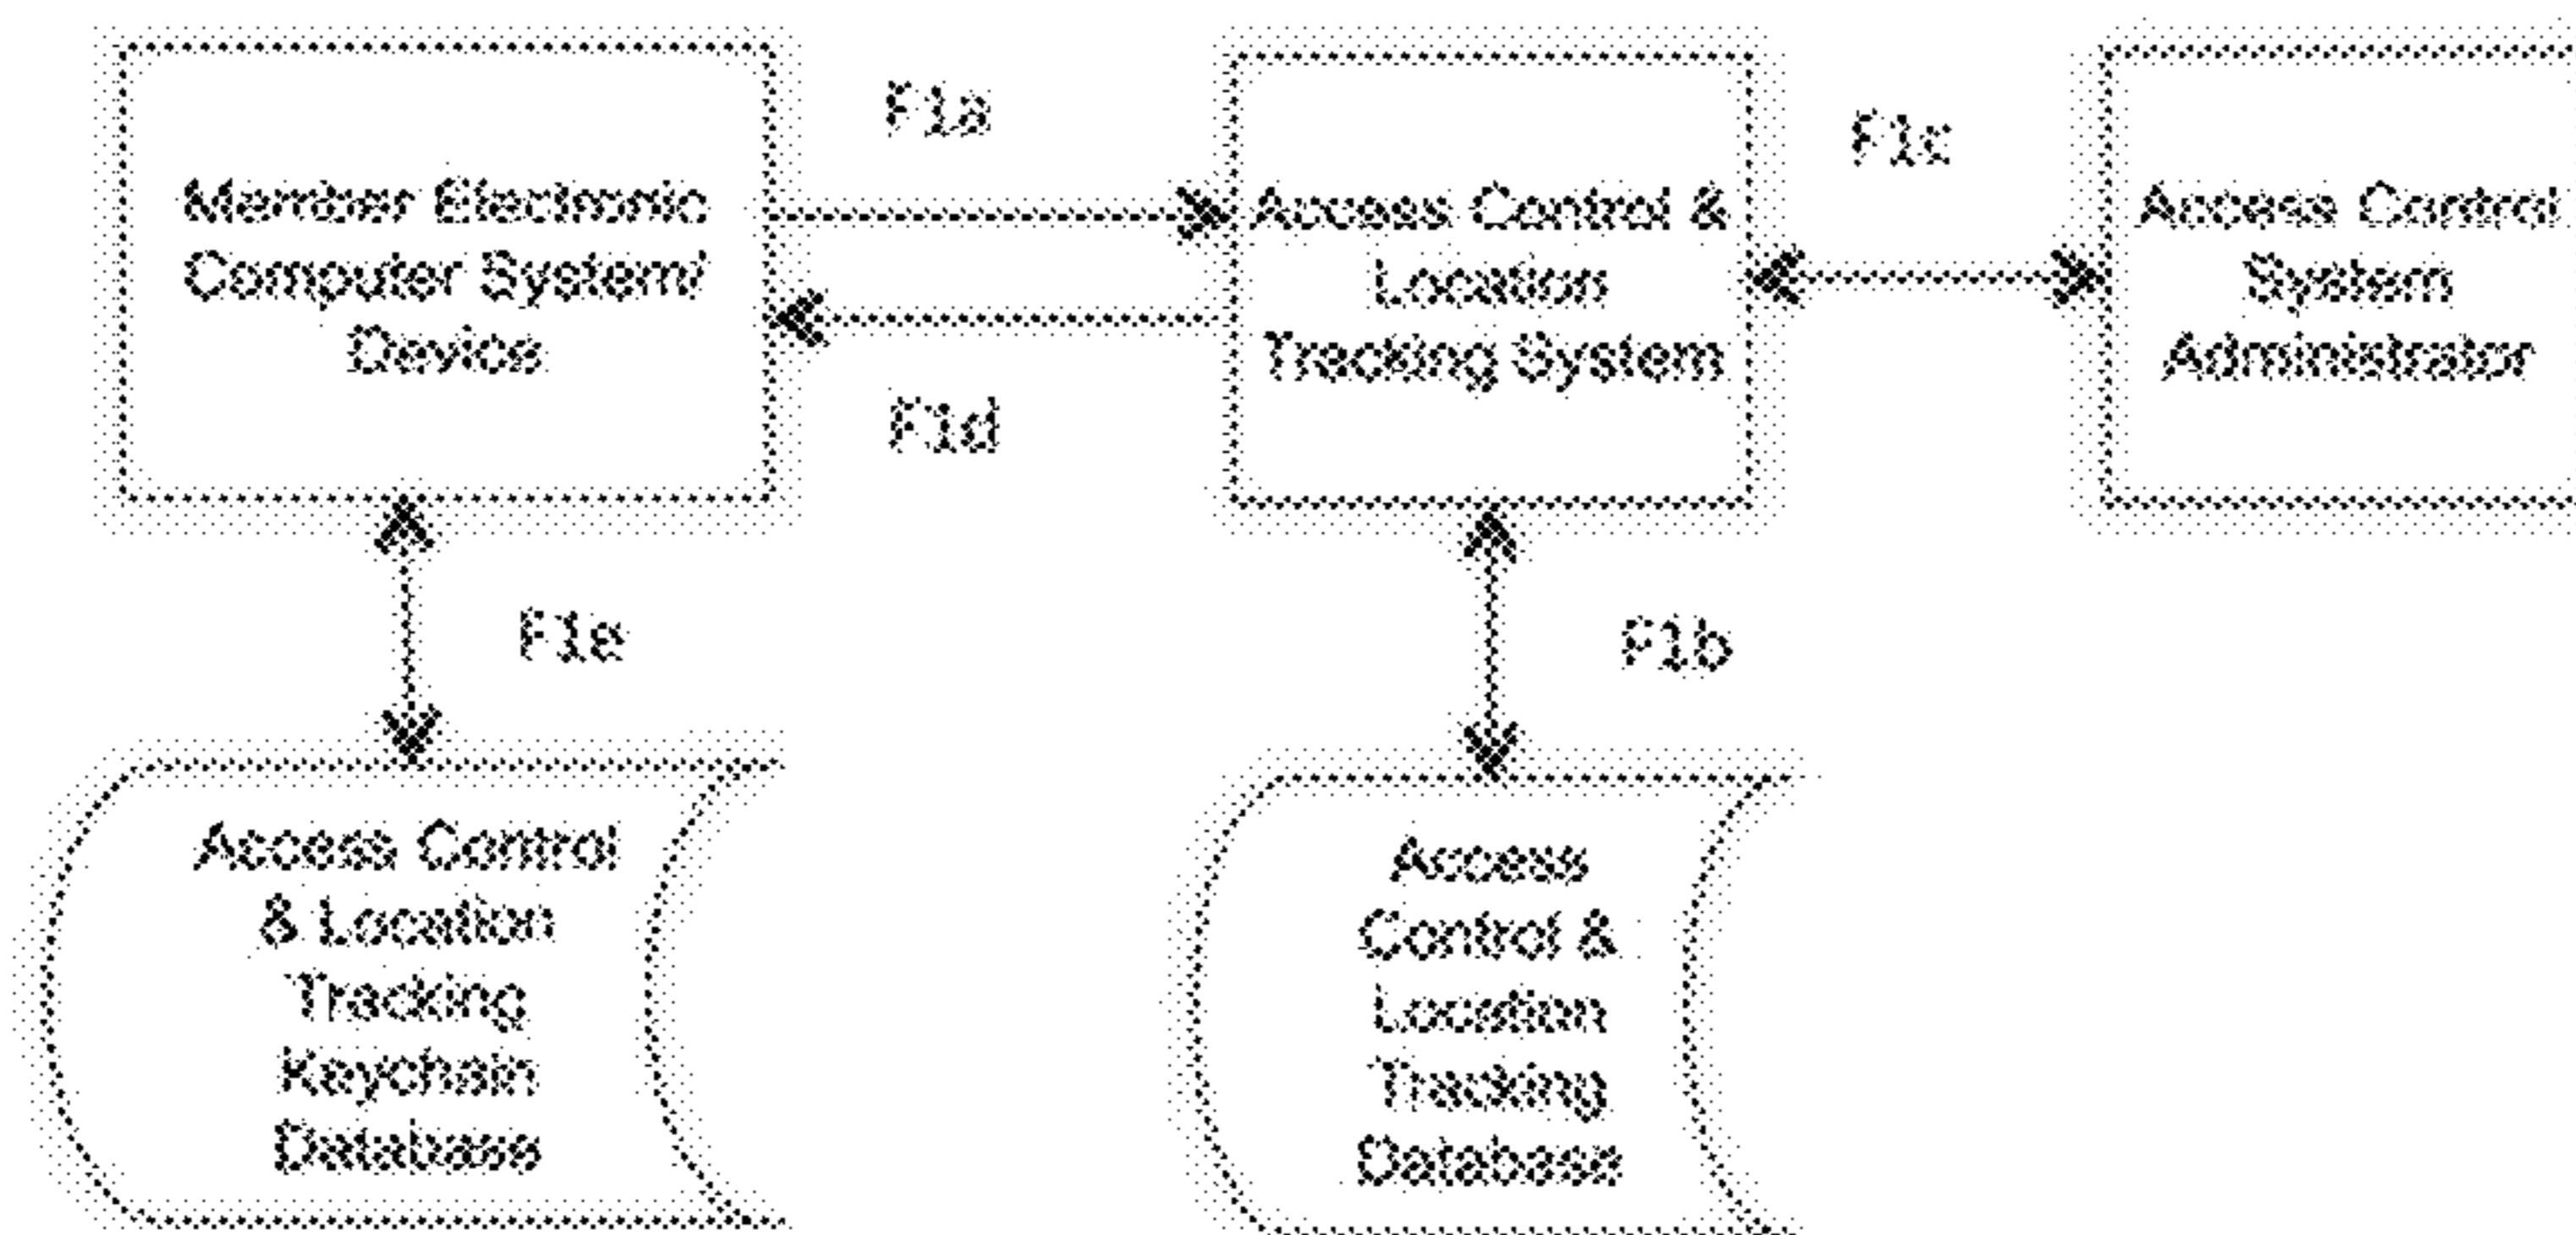 Member Electronic
Computer System/
Device
F1a
F1d
Access Control &
Location
Tracking System
F1c
Access Control
System
Administrator
F1e
F1b
Access Control
& Location
Tracking
Keychain
Database
Access
Control &
Location
Tracking
Database